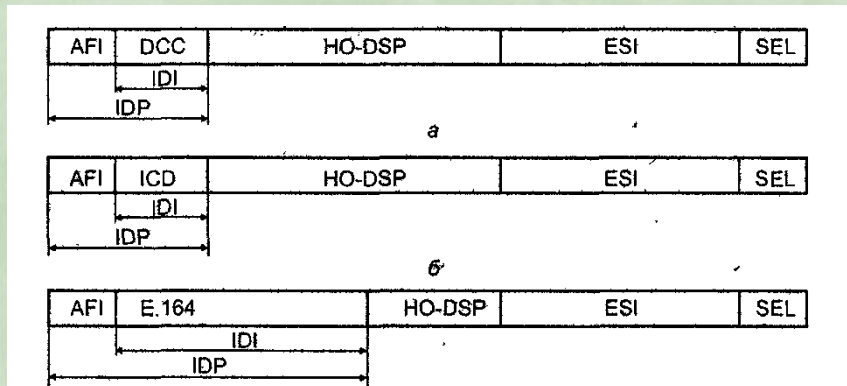 AFI DCC HO-DSP ESI SEL
IDI
IDP
а
AFI ICD HO-DSP ESI SEL
IDI
IDP
б
AFI E.164 HO-DSP ESI SEL
IDI
IDP